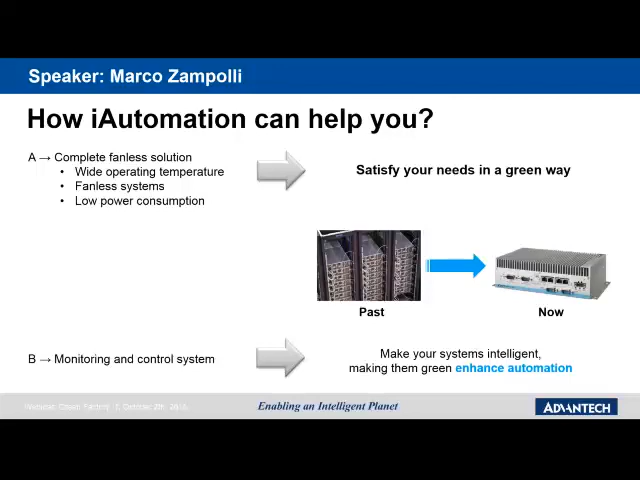 Speaker: Marco Zampolli
How iAutomation can help you?
A → Complete fanless solution
• Wide operating temperature
• Fanless systems
• Low power consumption
Satisfy your needs in a green way
Past
Now
B → Monitoring and control system
Make your systems intelligent,
making them green enhance automation
Enabling an Intelligent Planet
ADVANTECH